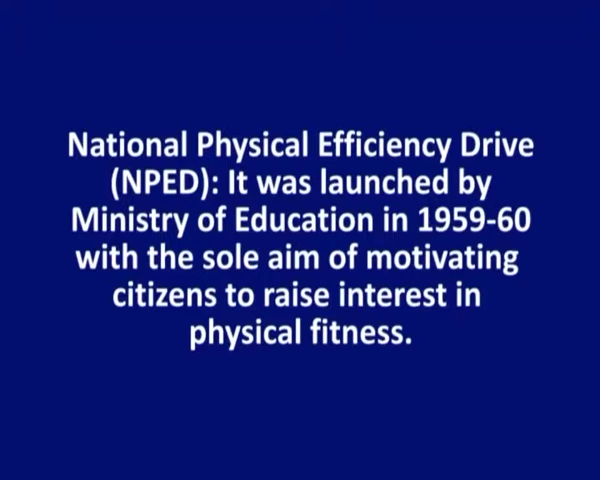 National Physical Efficiency Drive
(NPED): It was launched by
Ministry of Education in 1959-60
with the sole aim of motivating
citizens to raise interest in
physical fitness.